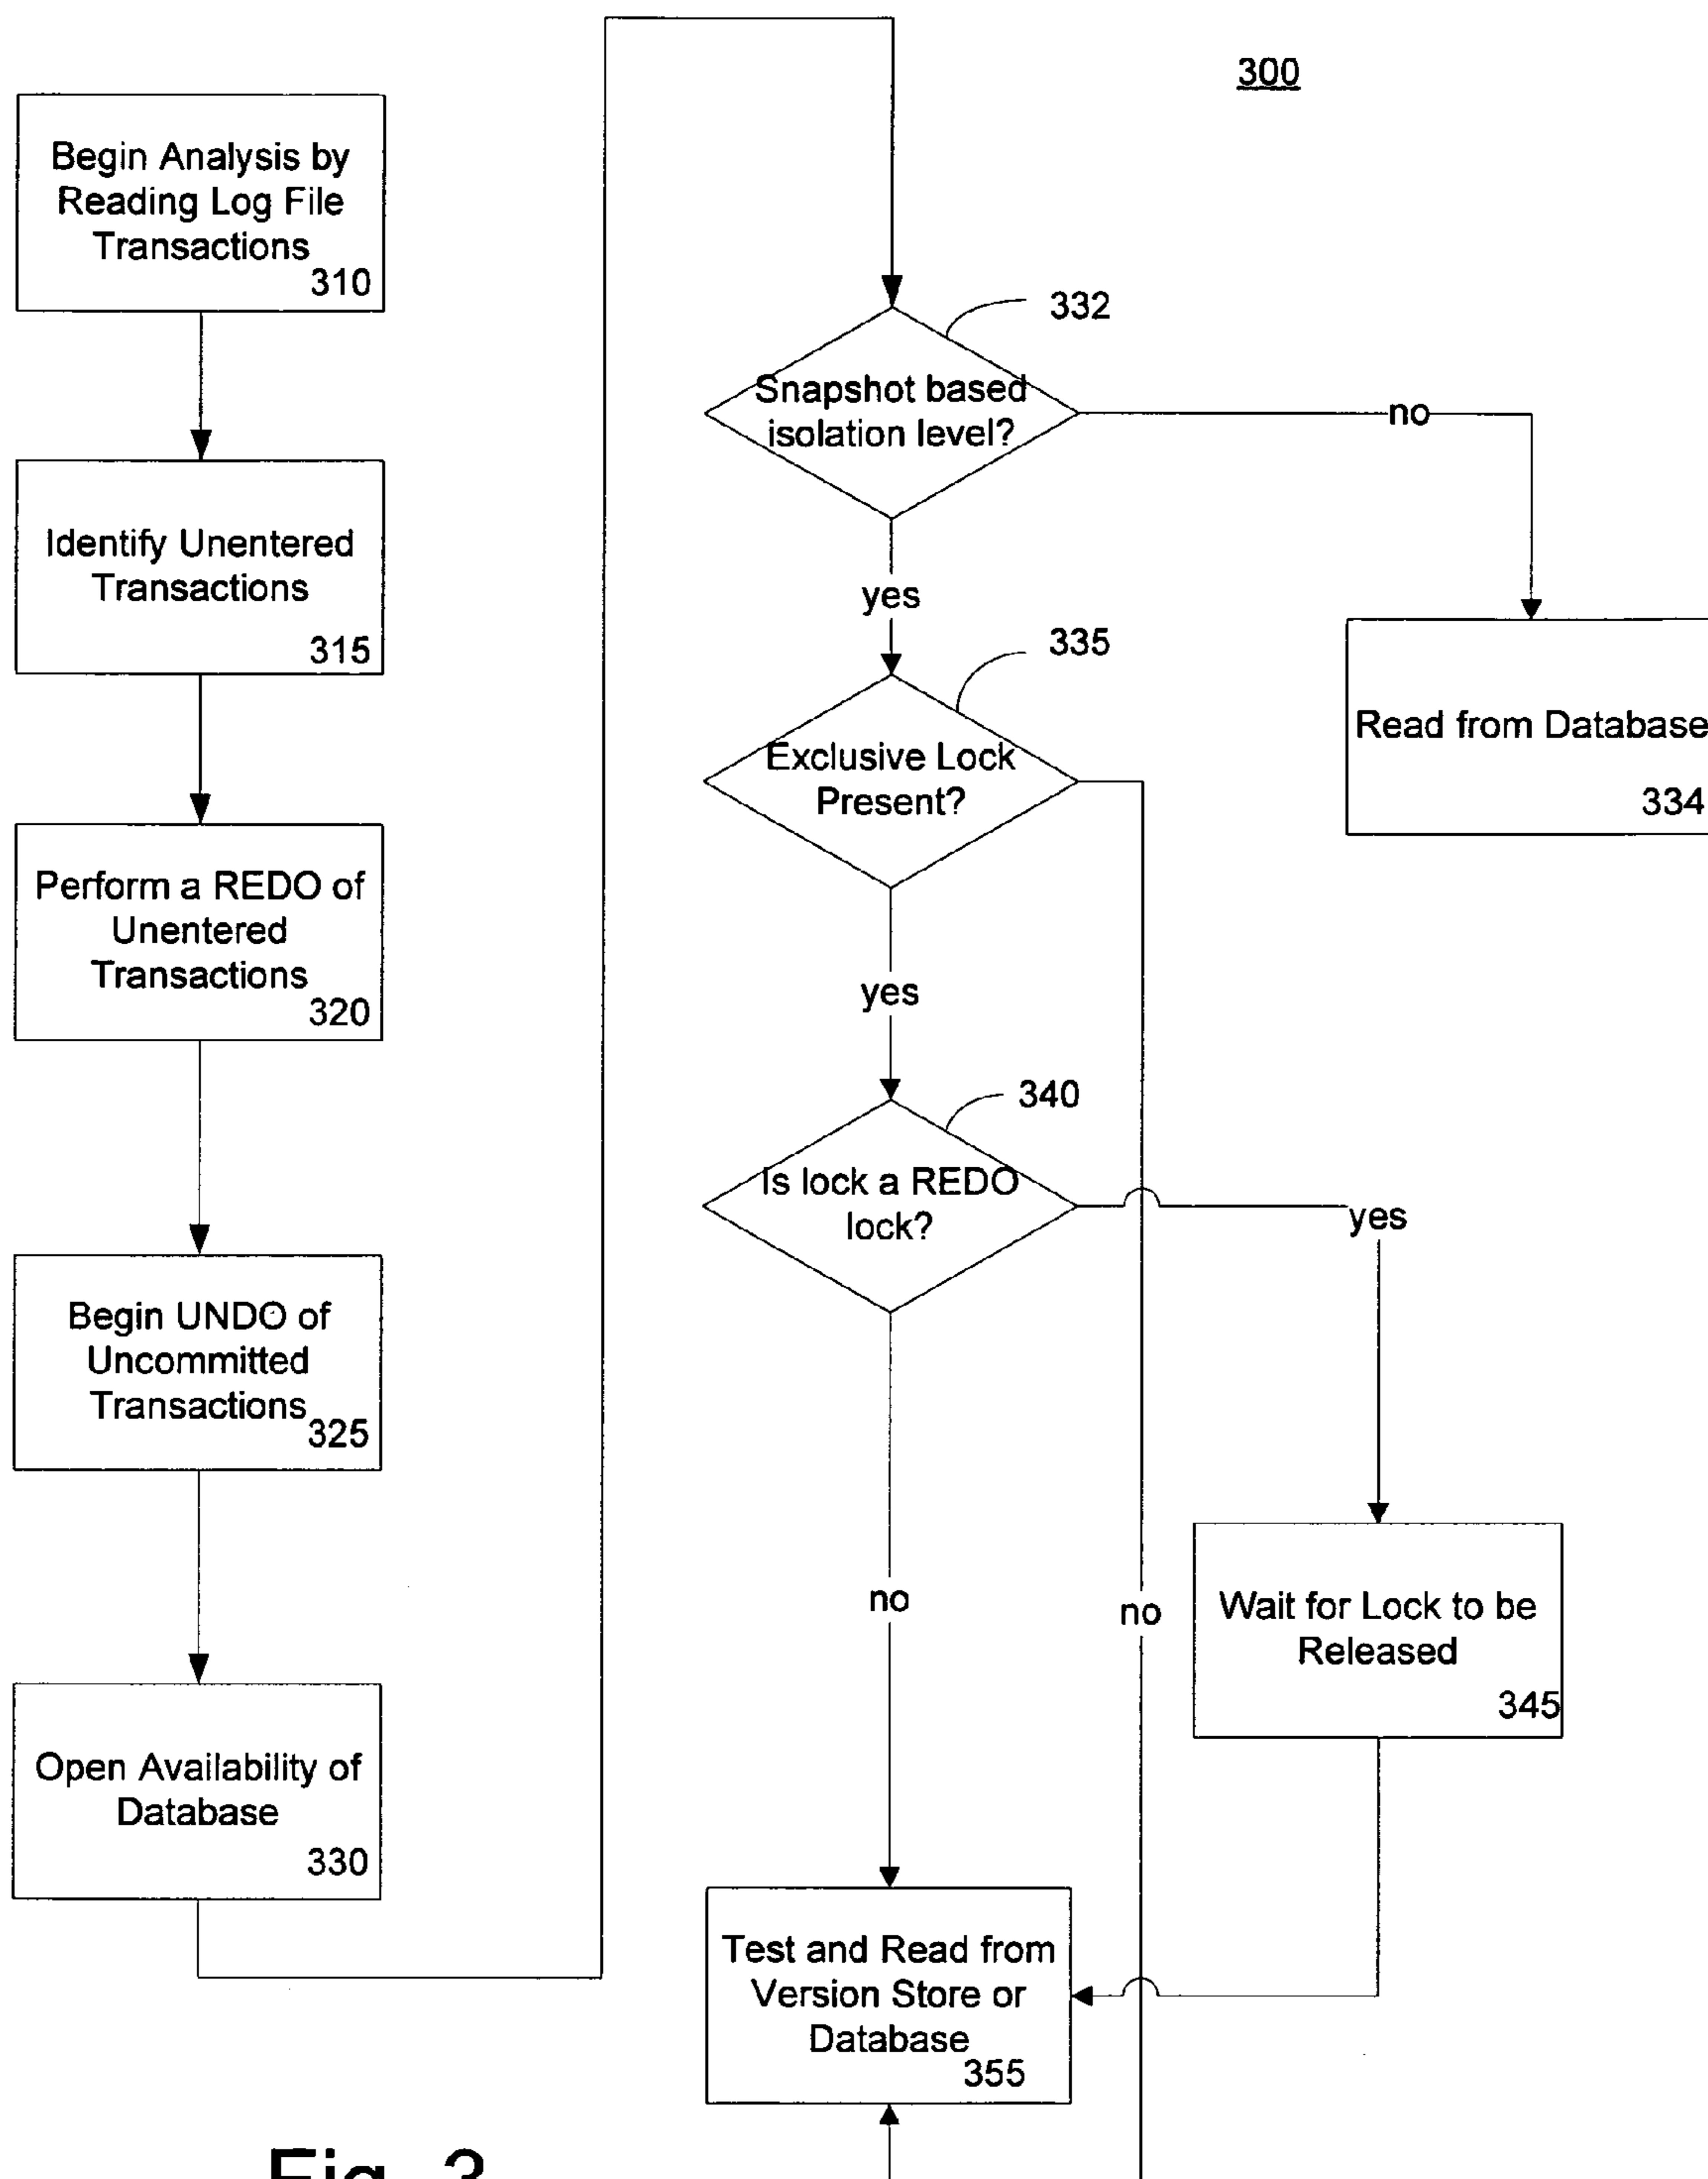 300
Begin Analysis by
Reading Log File
Transactions
310
Identify Unentered
Transactions
315
Perform a REDO of
Unentered
Transactions
320
Begin UNDO of
Uncommitted
Transactions
325
Open Availability of
Database
330
332
Snapshot based
isolation level?
no
yes
Read from Database
334
335
Exclusive Lock
Present?
yes
no
340
Is lock a REDO
lock?
yes
no
Wait for Lock to be
Released
345
Test and Read from
Version Store or
Database
355
Fig. 3